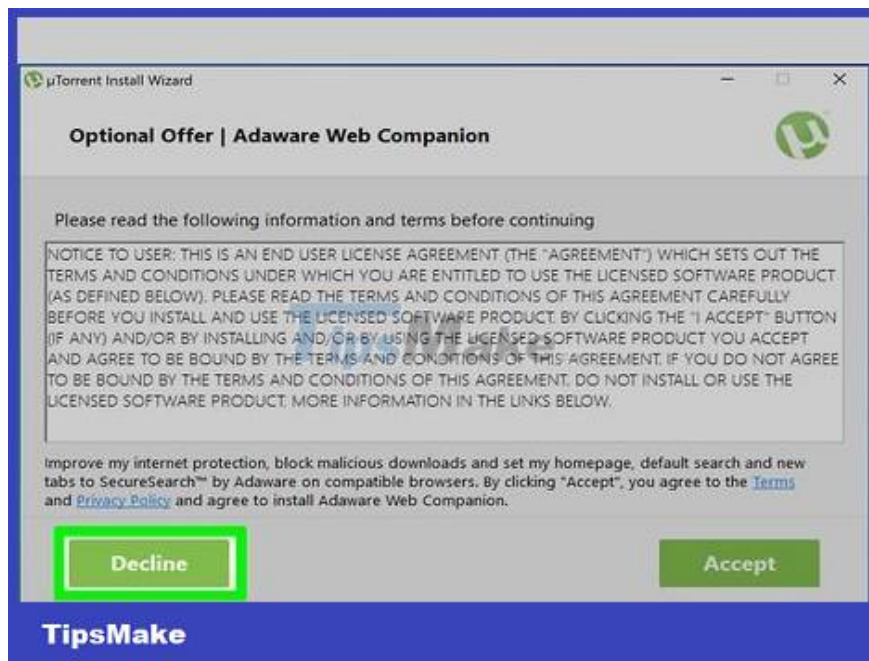 µTorrent Install Wizard
Optional Offer | Adaware Web Companion
Please read the following information and terms before continuing
NOTICE TO USER: THIS IS AN END USER LICENSE AGREEMENT (THE "AGREEMENT") WHICH SETS OUT THE
TERMS AND CONDITIONS UNDER WHICH YOU ARE ENTITLED TO USE THE LICENSED SOFTWARE PRODUCT
(AS DEFINED BELOW). PLEASE READ THE TERMS AND CONDITIONS OF THIS AGREEMENT CAREFULLY
BEFORE YOU INSTALL AND USE THE LICENSED SOFTWARE PRODUCT. BY CLICKING THE "I ACCEPT" BUTTON
(IF ANY) AND/OR BY INSTALLING AND/OR BY USING THE LICENSED SOFTWARE PRODUCT YOU ACCEPT
AND AGREE TO BE BOUND BY THE TERMS AND CONDITIONS OF THIS AGREEMENT. IF YOU DO NOT AGREE
TO BE BOUND BY THE TERMS AND CONDITIONS OF THIS AGREEMENT, DO NOT INSTALL OR USE THE
LICENSED SOFTWARE PRODUCT. MORE INFORMATION IN THE LINKS BELOW.
TipsMake
Improve my internet protection, block malicious downloads and set my homepage, default search and new
tabs to SecureSearch™ by Adaware on compatible browsers. By clicking "Accept", you agree to the Terms
and Privacy Policy and agree to install Adaware Web Companion.
Decline
Accept
TipsMake